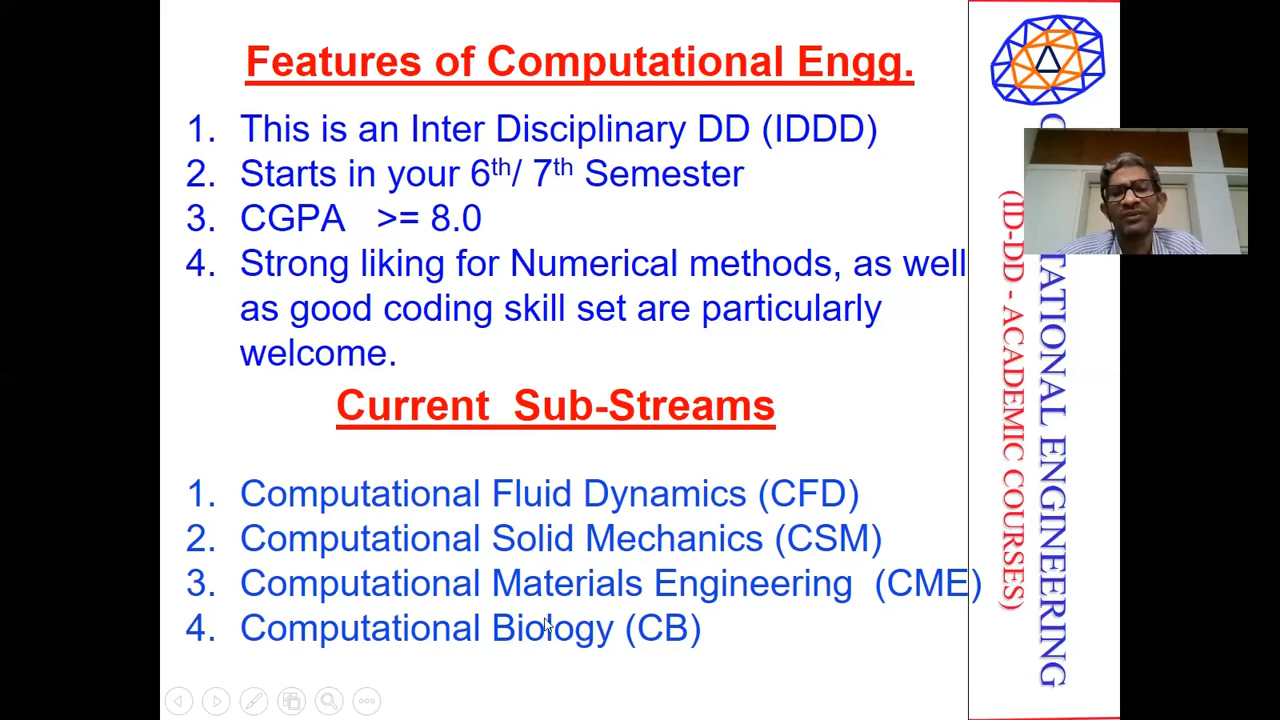 Features of Computational Engg.
1. This is an Inter Disciplinary DD (IDDD)
2. Starts in your 6th/ 7th Semester
3. CGPA >= 8.0
4. Strong liking for Numerical methods, as well
as good coding skill set are particularly
welcome.
Current Sub-Streams
1. Computational Fluid Dynamics (CFD)
2. Computational Solid Mechanics (CSM)
3. Computational Materials Engineering (CME)
4. Computational Biology (CB)
ENGINEERING
(ID-DD - ACADEMIC COURSES)